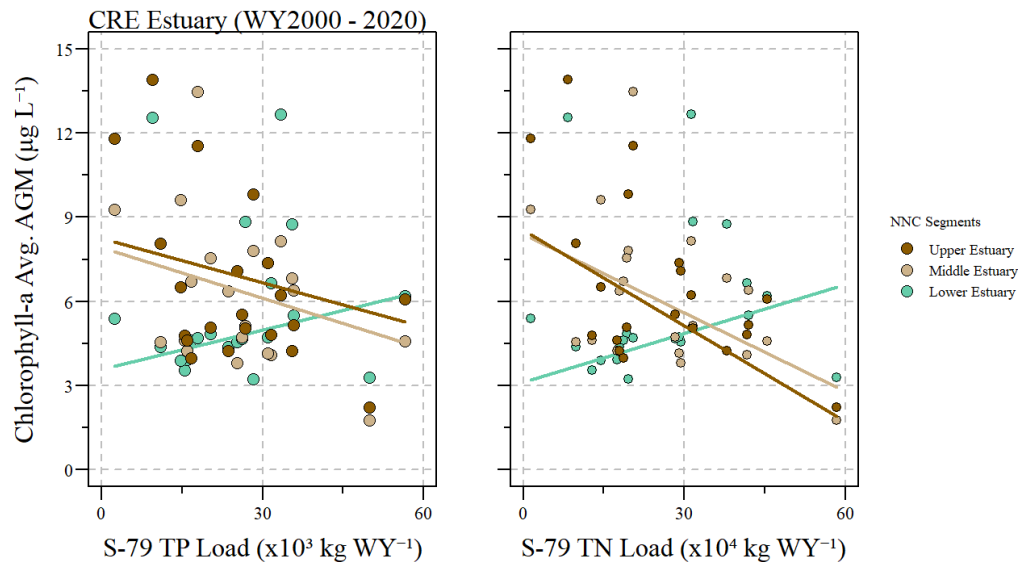 CRE Estuary (WY2000 - 2020)
Chlorophyll-a Avg. AGM (µg L⁻¹)
15
12
9
6
3
0
0
30
60
S-79 TP Load (x10³ kg WY⁻¹)
0
30
60
S-79 TN Load (x10⁴ kg WY⁻¹)
NNC Segments
Upper Estuary
Middle Estuary
Lower Estuary